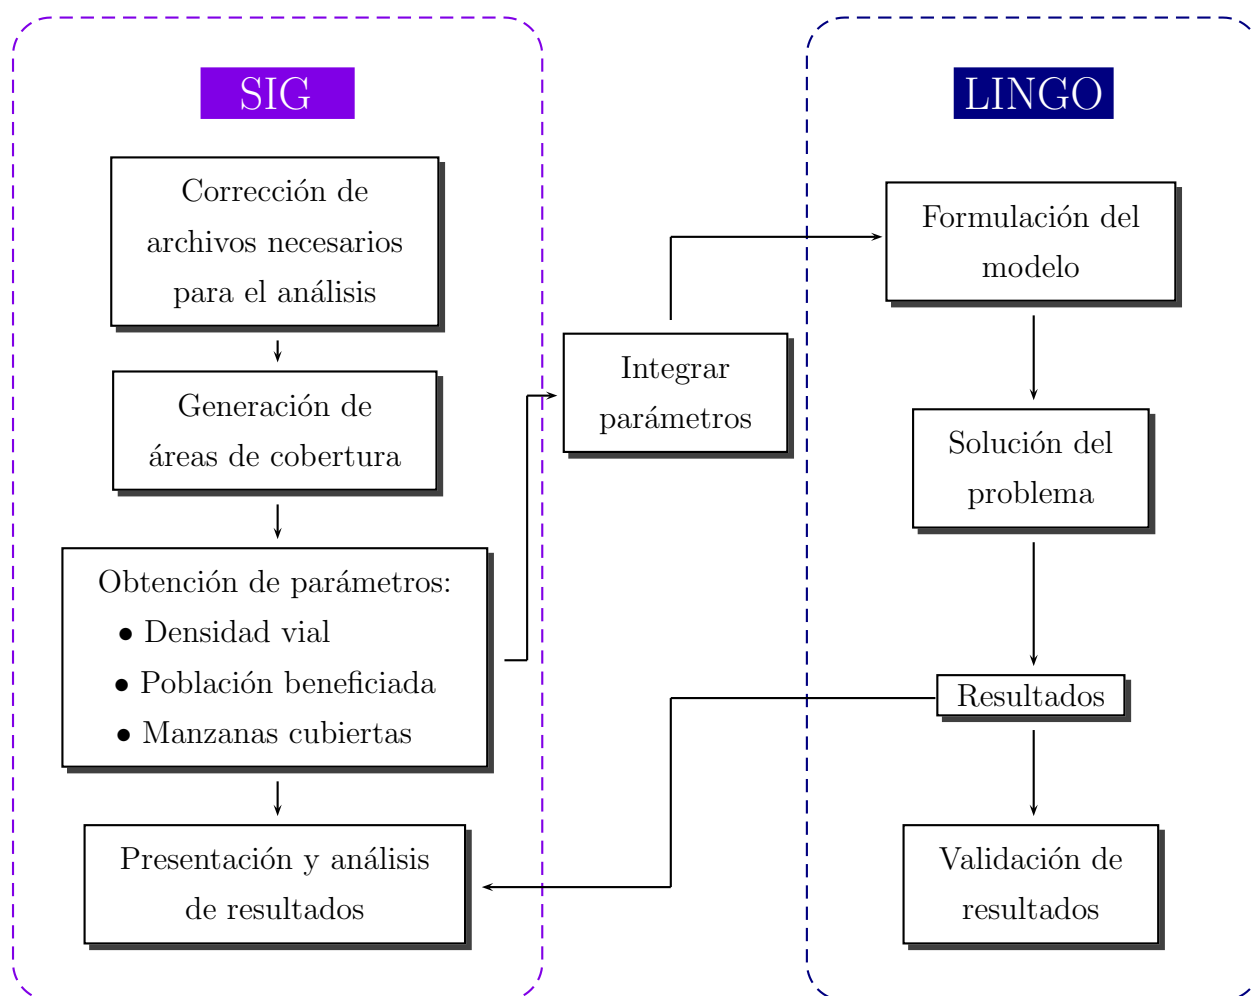 SIG
Corrección de
archivos necesarios
para el análisis
Generación de
áreas de cobertura
Obtención de parámetros:
• Densidad vial
• Población beneficiada
• Manzanas cubiertas
Presentación y análisis
de resultados
Integrar
parámetros
LINGO
Formulación del
modelo
Solución del
problema
Resultados
Validación de
resultados